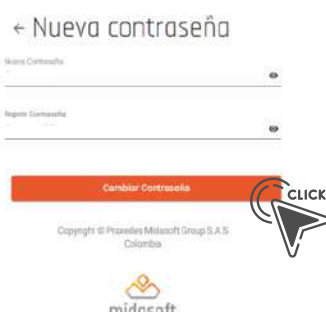 ← Nueva contraseña
Nueva Contraseña
Repetir Contraseña
Cambiar Contraseña
CLICK
Copyright © Praxedes Midasoft Group S.A.S
Colombia
midasoft